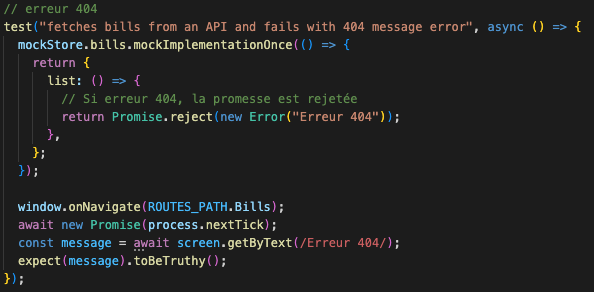 // erreur 404
test("fetches bills from an API and fails with 404 message error", async () => {
  mockStore.bills.mockImplementationOnce(() => {
    return {
      list: () => {
        // Si erreur 404, la promesse est rejetée
        return Promise.reject(new Error("Erreur 404"));
      },
    };
  });

  window.onNavigate(ROUTES_PATH.Bills);
  await new Promise(process.nextTick);
  const message = await screen.getByText(/Erreur 404/);
  expect(message).toBeTruthy();
});